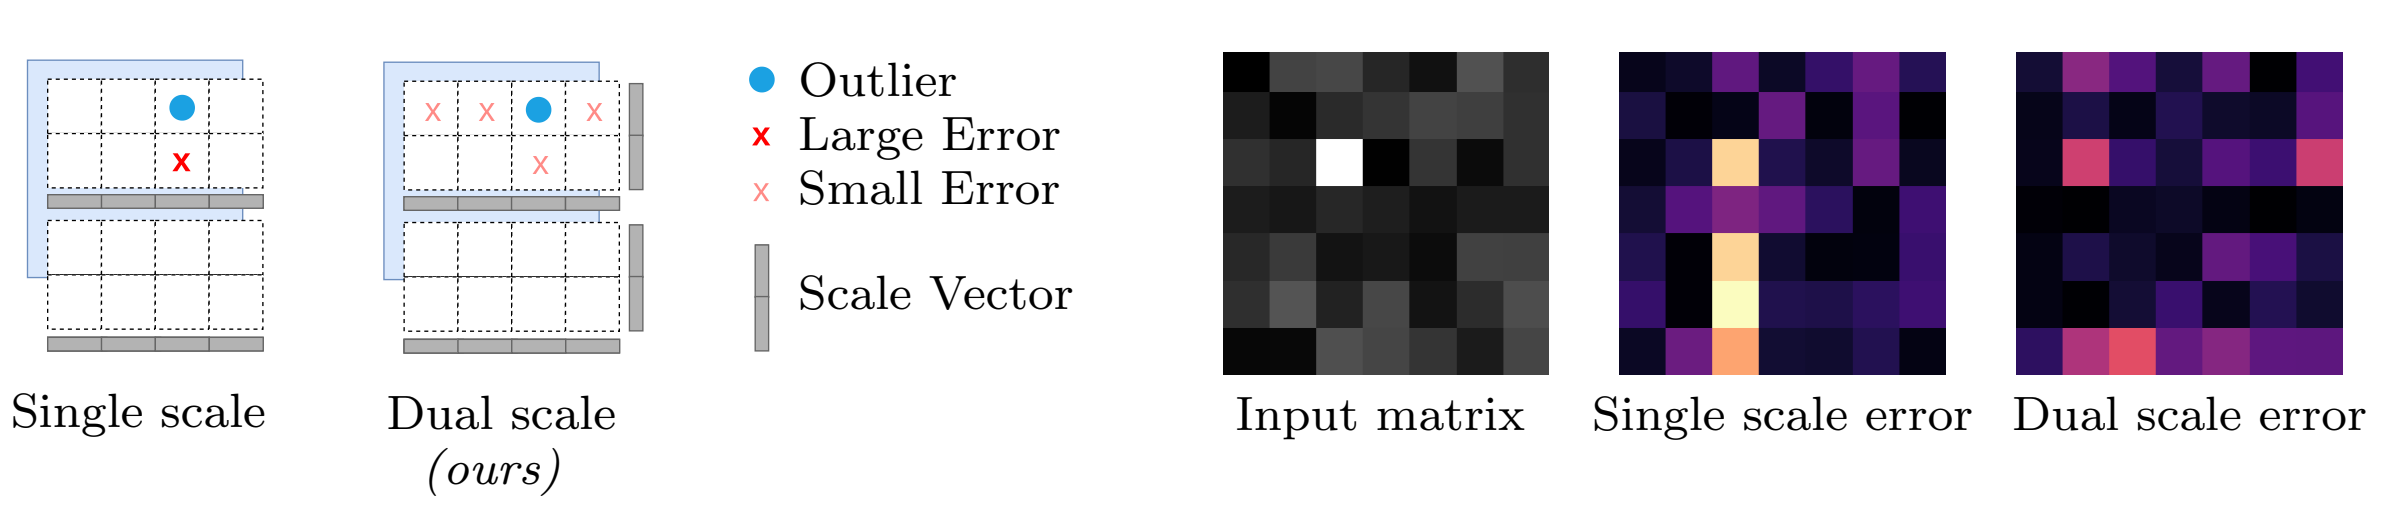 x
Single scale
x x x
x
Dual scale
(ours)
Outlier
x Large Error
x Small Error
Scale Vector
Input matrix
Single scale error
Dual scale error